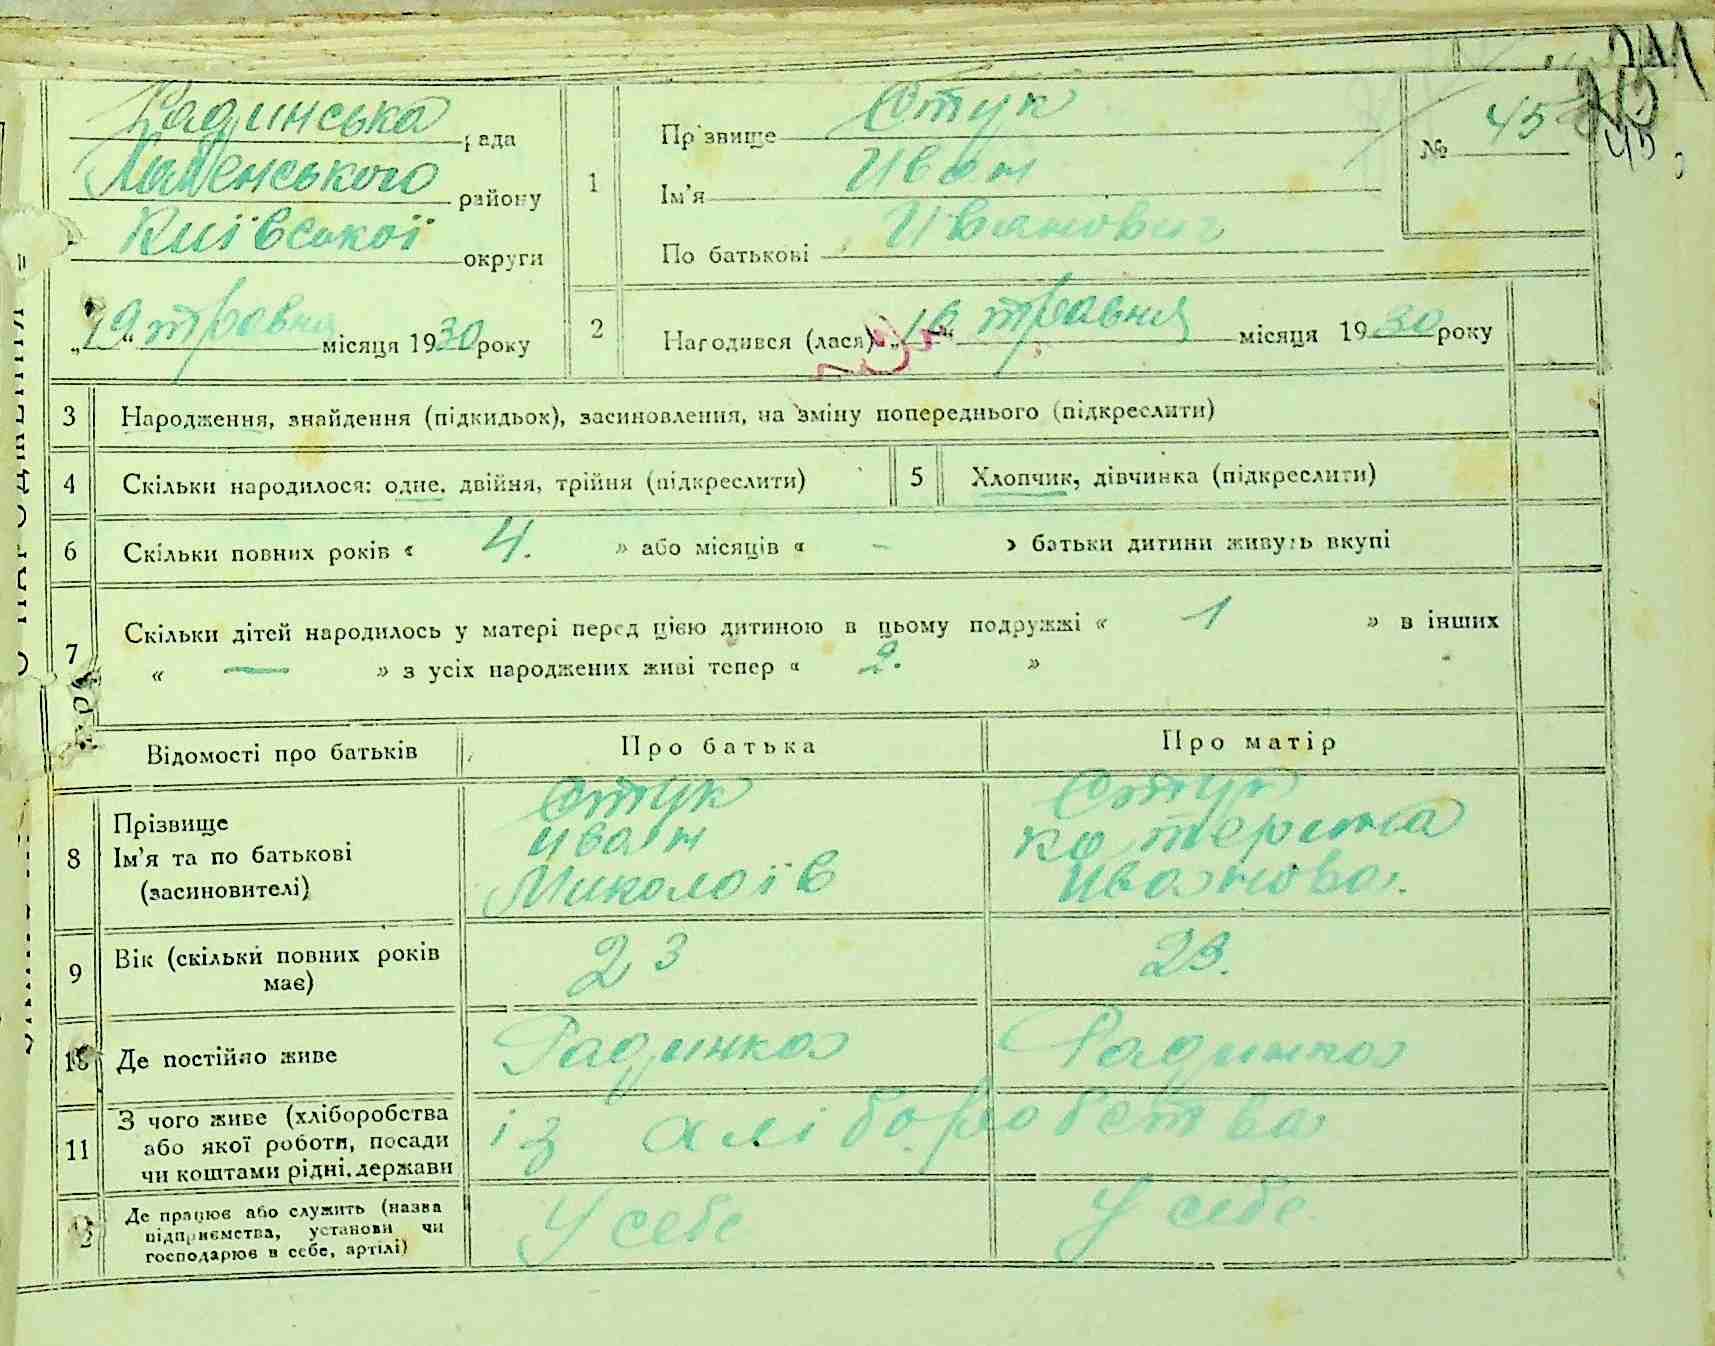 Радинська рада
Хабенського району
Київської округи
„19" травня місяця 1930 року
1
Прізвище Стук
Ім'я Иван
По батькові Иванович
№ 45
45
2
Народився (лася) „16" травня місяця 1930 року
3 Народження, знайдення (підкидьок), засиновлення, на зміну попереднього (підкреслити)
4 Скільки народилося: одне, двійня, трійня (підкреслити)
5 Хлопчик, дівчинка (підкреслити)
6 Скільки повних років « 4. » або місяців « - » батьки дитини живуть вкупі
7 Скільки дітей народилось у матері перед цією дитиною в цьому подружжі « 1 » в інших
« — » з усіх народжених живі тепер « 2. »
Відомості про батьків Про батька Про матір
8
Прізвище
Ім'я та по батькові
(засиновителі)
Стук
Иван
Миколаїв
Стук
Катерина
Иванова.
9
Вік (скільки повних років
має)
23
23.
Де постійно живе Радинка Радинка
11
З чого живе (хліборобства
або якої роботи, посади
чи коштами рідні, держави
із хліборобства
Де працює або служить (назва
підприємства, установи чи
господарює в себе, артілі)
У себе
У себе.